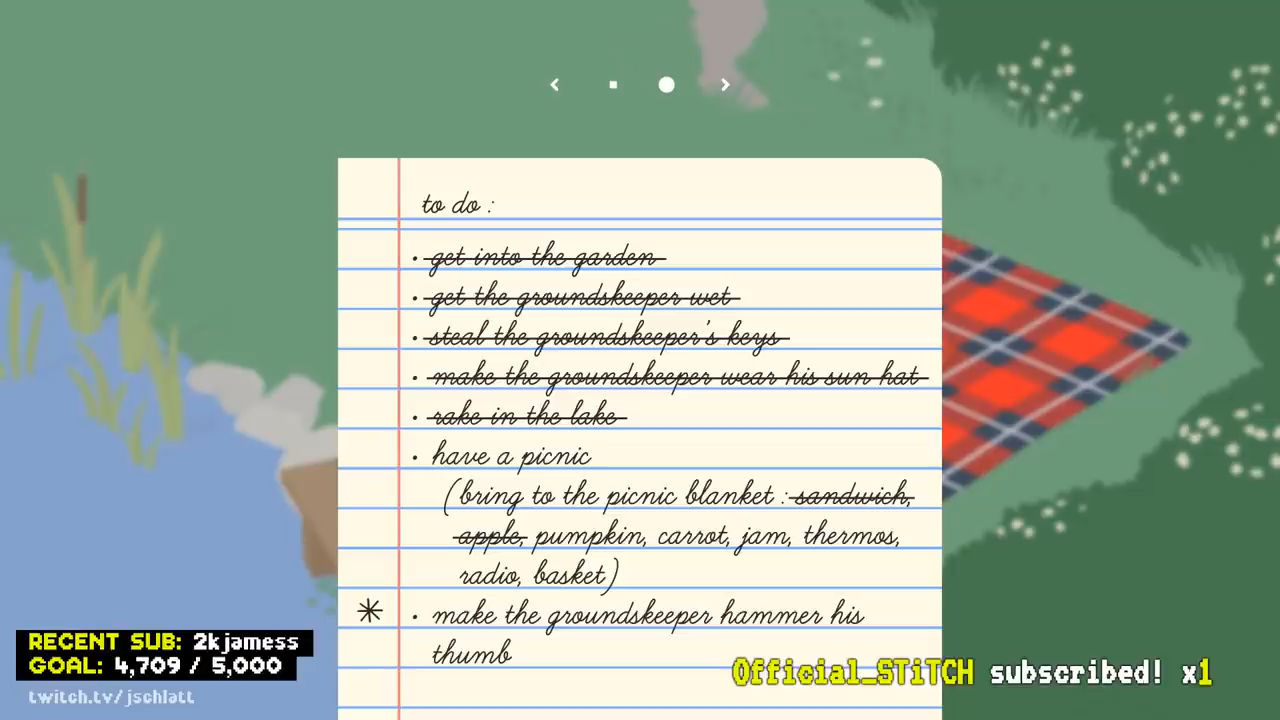 to do :
· get into the garden
· get the groundskeeper wet
· steal the groundskeeper's keys
· make the groundskeeper wear his sun hat
· rake in the lake
· have a picnic
(bring to the picnic blanket : sandwich,
apple, pumpkin, carrot, jam, thermos,
radio, basket)
· make the groundskeeper hammer his
thumb
RECENT SUB: 2kjamess
GOAL: 4,709 / 5,000
twitch.tv/jschlatt
Official_STiTCH subscribed! x1